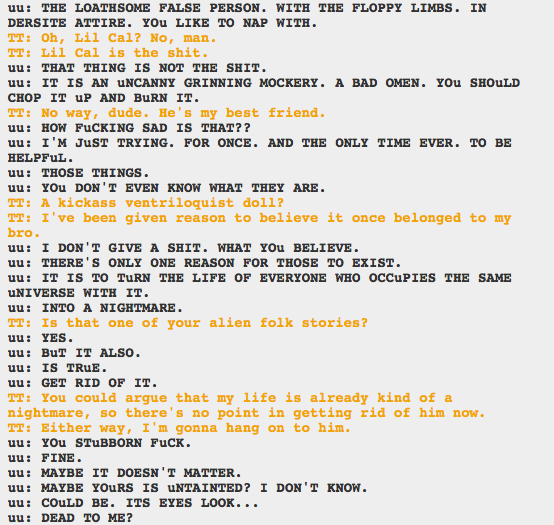 uu: THE LOATHSOME FALSE PERSON. WITH THE FLOPPY LIMBS. IN
DERSITE ATTIRE. YOu LIKE TO NAP WITH.
TT: Oh, Lil Cal? No, man.
TT: Lil Cal is the shit.
uu: THAT THING IS NOT THE SHIT.
uu: IT IS AN uNCANNY GRINNING MOCKERY. A BAD OMEN. YOu SHOuLD
CHOP IT uP AND BuRN IT.
TT: No way, dude. He's my best friend.
uu: HOW FuCKING SAD IS THAT??
uu: I'M JuST TRYING. FOR ONCE. AND THE ONLY TIME EVER. TO BE
HELPFuL.
uu: THOSE THINGS.
uu: YOu DON'T EVEN KNOW WHAT THEY ARE.
TT: A kickass ventriloquist doll?
TT: I've been given reason to believe it once belonged to my
bro.
uu: I DON'T GIVE A SHIT. WHAT YOu BELIEVE.
uu: THERE'S ONLY ONE REASON FOR THOSE TO EXIST.
uu: IT IS TO TuRN THE LIFE OF EVERYONE WHO OCCuPIES THE SAME
uNIVERSE WITH IT.
uu: INTO A NIGHTMARE.
TT: Is that one of your alien folk stories?
uu: YES.
uu: BuT IT ALSO.
uu: IS TRuE.
uu: GET RID OF IT.
TT: You could argue that my life is already kind of a
nightmare, so there's no point in getting rid of him now.
TT: Either way, I'm gonna hang on to him.
uu: YOu STuBBORN FuCK.
uu: FINE.
uu: MAYBE IT DOESN'T MATTER.
uu: MAYBE YOuRS IS uNTAINTED? I DON'T KNOW.
uu: COuLD BE. ITS EYES LOOK...
uu: DEAD TO ME?